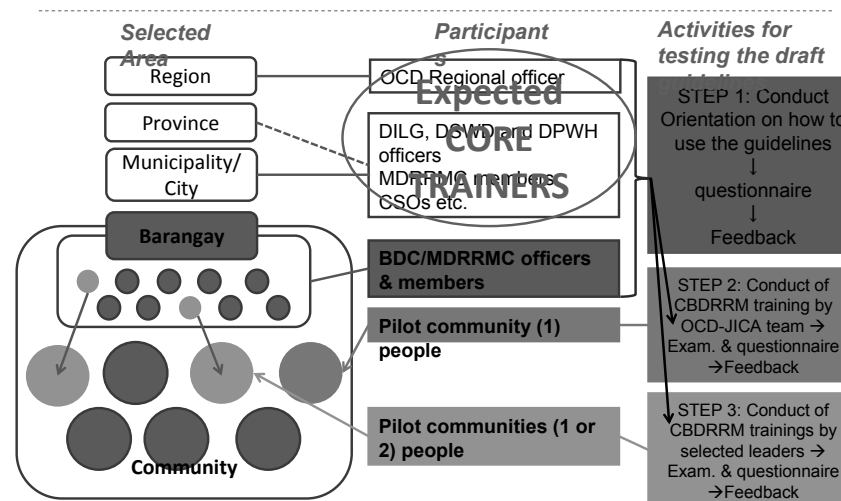 Selected
Area
Participant
s
Activities for
testing the draft
guidelines
Region
Province
Municipality/
City
Barangay
Community
OCD Regional officer
Expected
CORE
TRAINERS
DILG, DSWD and DPWH
officers
MDRRMC members
CSOs etc.
BDC/MDRRMC officers
& members
Pilot community (1)
people
Pilot communities (1 or
2) people
STEP 1: Conduct
Orientation on how to
use the guidelines
↓
questionnaire
↓
Feedback
STEP 2: Conduct of
CBDRRM training by
OCD-JICA team →
Exam. & questionnaire
→Feedback
STEP 3: Conduct of
CBDRRM trainings by
selected leaders →
Exam. & questionnaire
→Feedback